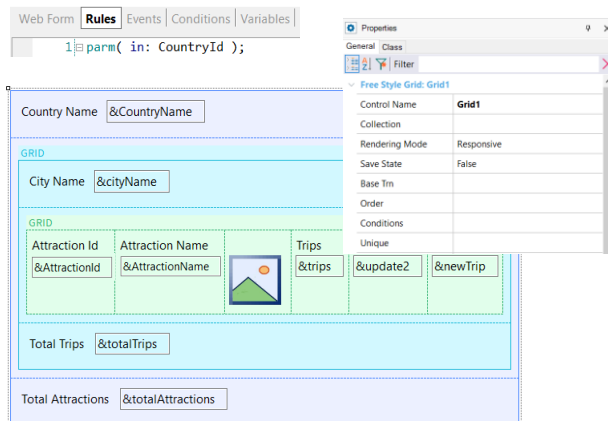 Web Form Rules Events Conditions Variables
1 parm( in: CountryId );
Properties
General Class
Filter
Free Style Grid: Grid1
Control Name Grid1
Collection
Rendering Mode Responsive
Save State False
Base Trn
Order
Conditions
Unique
Country Name &CountryName
GRID
City Name &cityName
GRID
Attraction Id Attraction Name Trips
&AttractionId &AttractionName &trips &update2 &newTrip
Total Trips &totalTrips
Total Attractions &totalAttractions